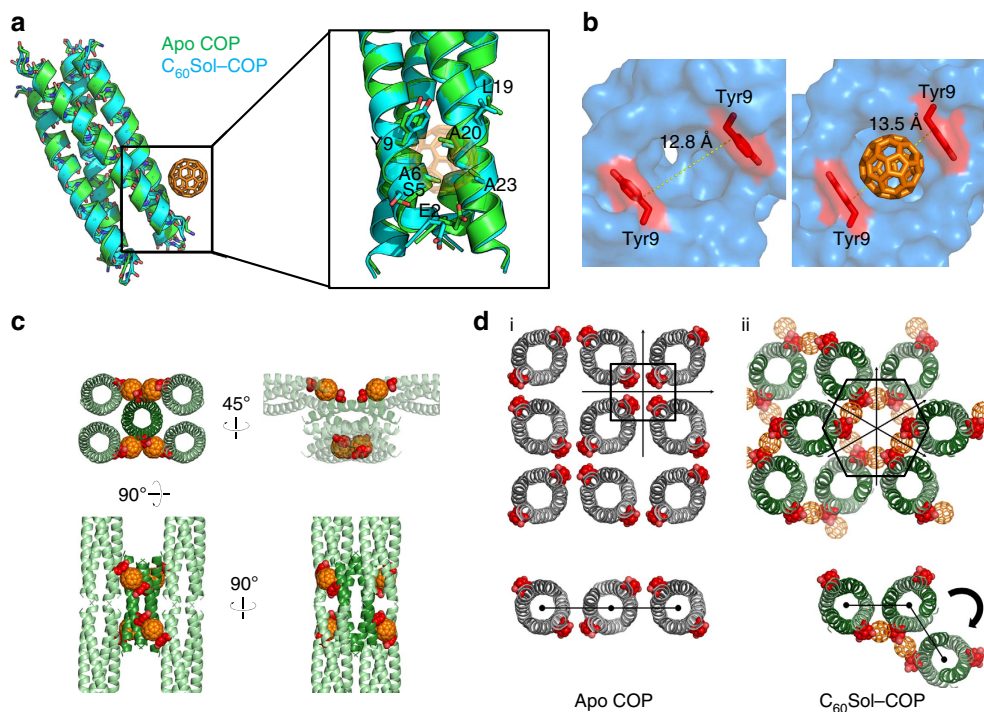 a
Apo COP
C₆₀Sol–COP
L19
Y9
A20
A6
S5
A23
E2
b
Tyr9
12.8 Å
Tyr9
Tyr9
13.5 Å
Tyr9
c
45°
90°
90°
d
i
ii
Apo COP
C₆₀Sol–COP